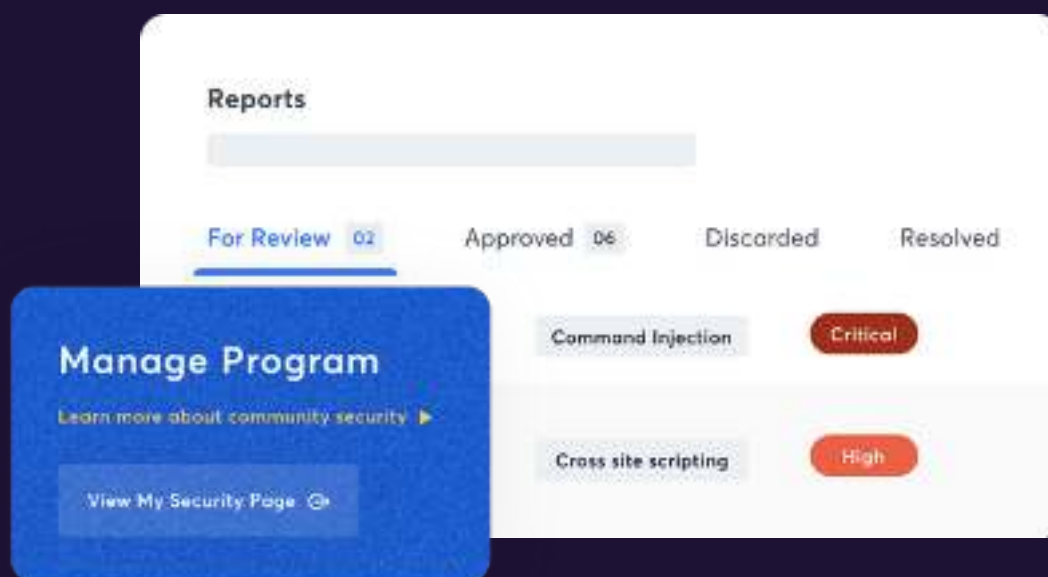 Reports
For Review 02 Approved 06 Discarded Resolved
Command Injection Critical
Cross site scripting High
Manage Program
Learn more about community security
View My Security Page